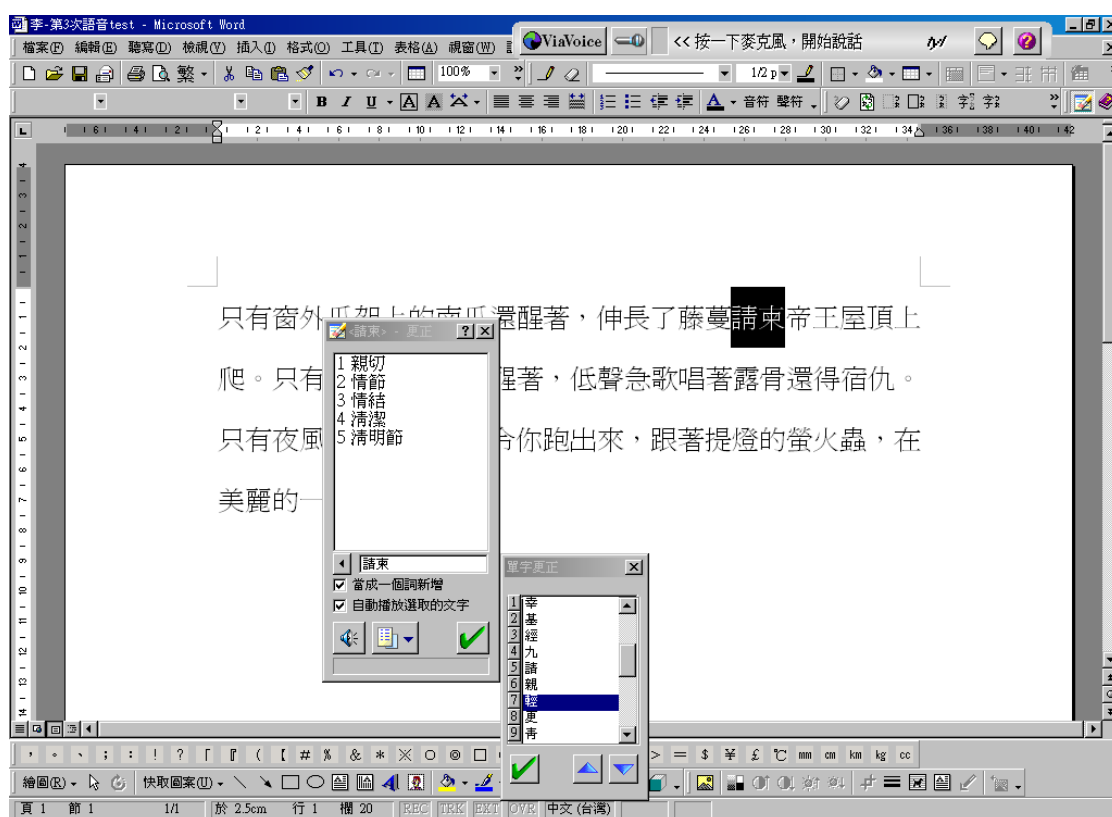 李-第3次語音test - Microsoft Word
檔案(F) 編輯(E) 聽寫(D) 檢視(V) 插入(I) 格式(O) 工具(T) 表格(A) 視窗(W)
ViaVoice << 按一下麥克風，開始說話
繁 100% 1/2 p
B I U A A A 音符 聲符
只有窗外瓜架上的南瓜還醒著，伸長了藤蔓請柬帝王屋頂上
爬。只有 醒著，低聲急歌唱著露骨還得宿仇。
只有夜風 令你跑出來，跟著提燈的螢火蟲，在
美麗的一
<請柬> - 更正
1 親切
2 情節
3 情結
4 清潔
5 清明節
請柬
當成一個詞新增
自動播放選取的文字
單字更正
1 幸
2 基
3 經
4 九
5 請
6 親
7 輕
8 更
9 青
， 。 、 ； ： ！ ？ 「 『 （ 【 # % & * ※ ○ ◎ □ > = $ ¥ £ ℃ mm cm km kg cc
繪圖(R) 快取圖案(U)
頁 1 節 1 1/1 於 2.5cm 行 1 欄 20 REC TRK EXT OVR 中文 (台灣)